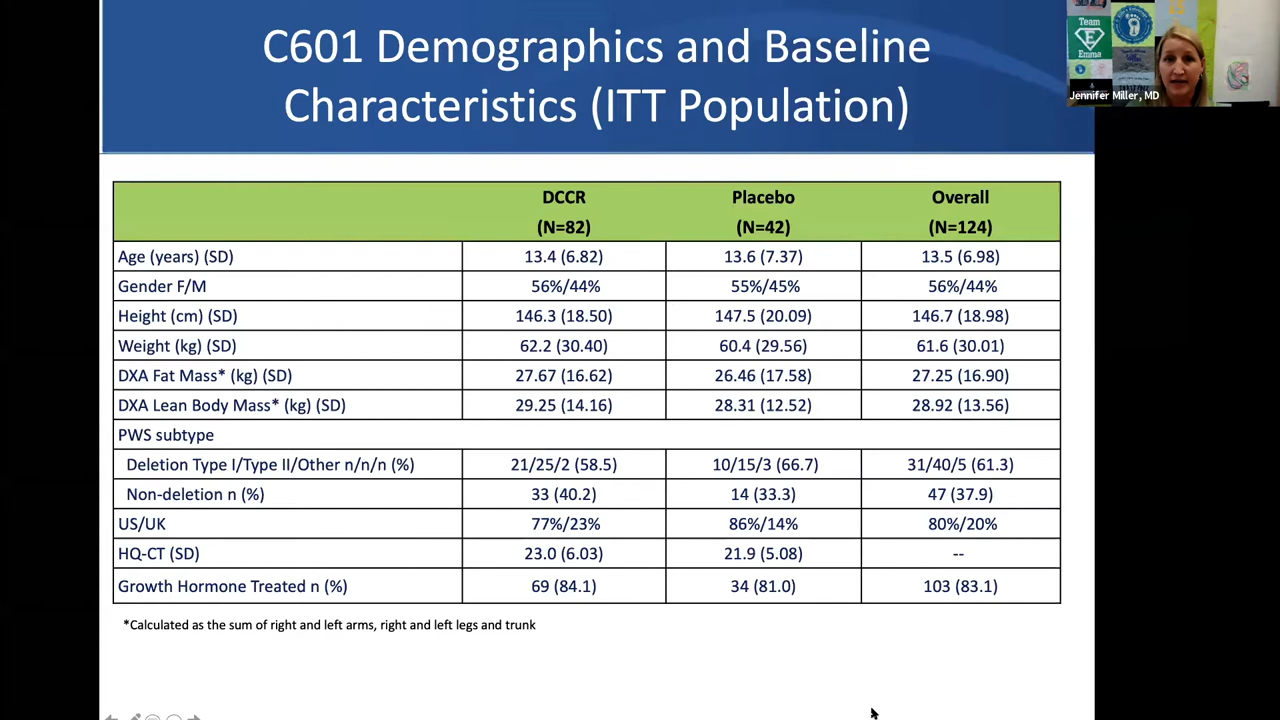 C601 Demographics and Baseline
Characteristics (ITT Population)
Team
E
Emma
Jennifer Miller, MD
DCCR Placebo Overall
(N=82) (N=42) (N=124)
Age (years) (SD) 13.4 (6.82) 13.6 (7.37) 13.5 (6.98)
Gender F/M 56%/44% 55%/45% 56%/44%
Height (cm) (SD) 146.3 (18.50) 147.5 (20.09) 146.7 (18.98)
Weight (kg) (SD) 62.2 (30.40) 60.4 (29.56) 61.6 (30.01)
DXA Fat Mass* (kg) (SD) 27.67 (16.62) 26.46 (17.58) 27.25 (16.90)
DXA Lean Body Mass* (kg) (SD) 29.25 (14.16) 28.31 (12.52) 28.92 (13.56)
PWS subtype
Deletion Type I/Type II/Other n/n/n (%) 21/25/2 (58.5) 10/15/3 (66.7) 31/40/5 (61.3)
Non-deletion n (%) 33 (40.2) 14 (33.3) 47 (37.9)
US/UK 77%/23% 86%/14% 80%/20%
HQ-CT (SD) 23.0 (6.03) 21.9 (5.08) --
Growth Hormone Treated n (%) 69 (84.1) 34 (81.0) 103 (83.1)
*Calculated as the sum of right and left arms, right and left legs and trunk